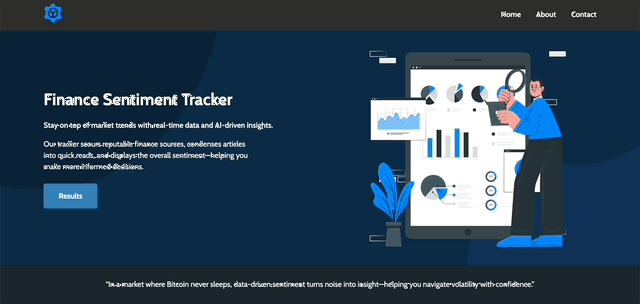 Home About Contact
Finance Sentiment Tracker
Stay on top of market trends with real-time data and AI-driven insights.
Our tracker scours reputable finance sources, condenses articles
into quick reads, and displays the overall sentiment—helping you
make more informed decisions.
Results
"In a market where Bitcoin never sleeps, data-driven sentiment turns noise into insight—helping you navigate volatility with confidence."